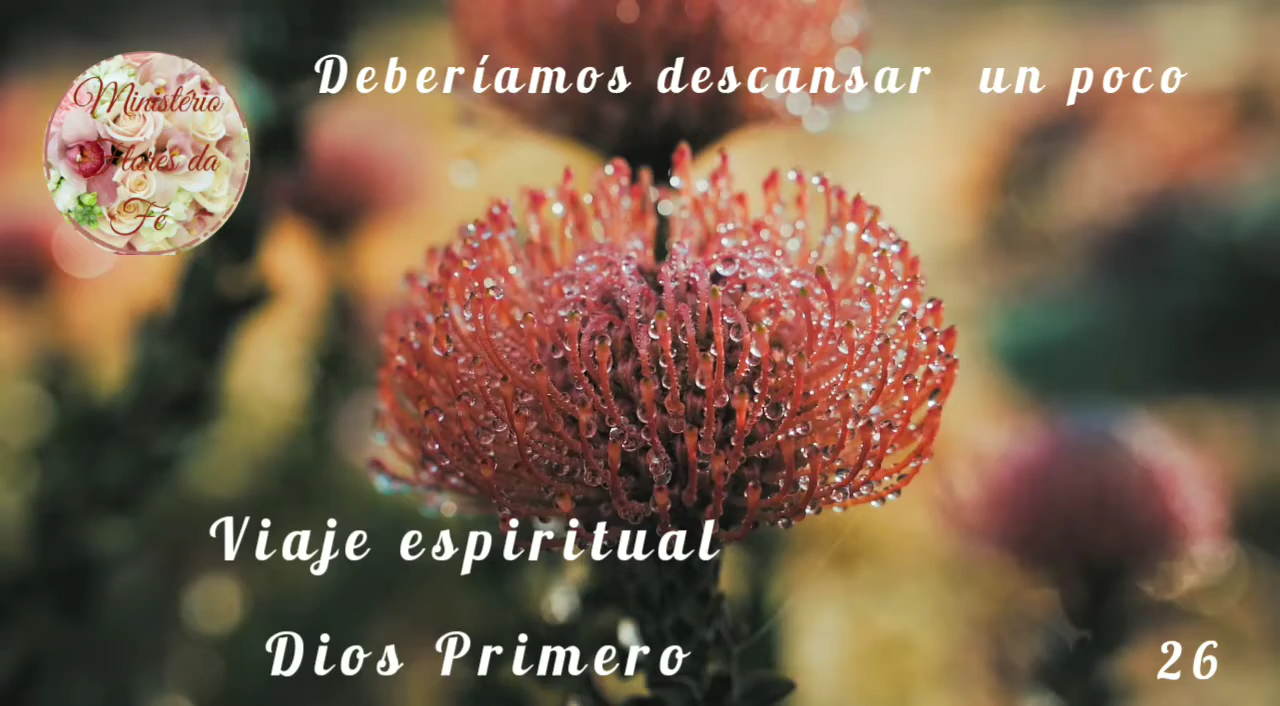 Deberíamos descansar un poco
Ministério
Flores da
Fé
Viaje espiritual
Dios Primero
26